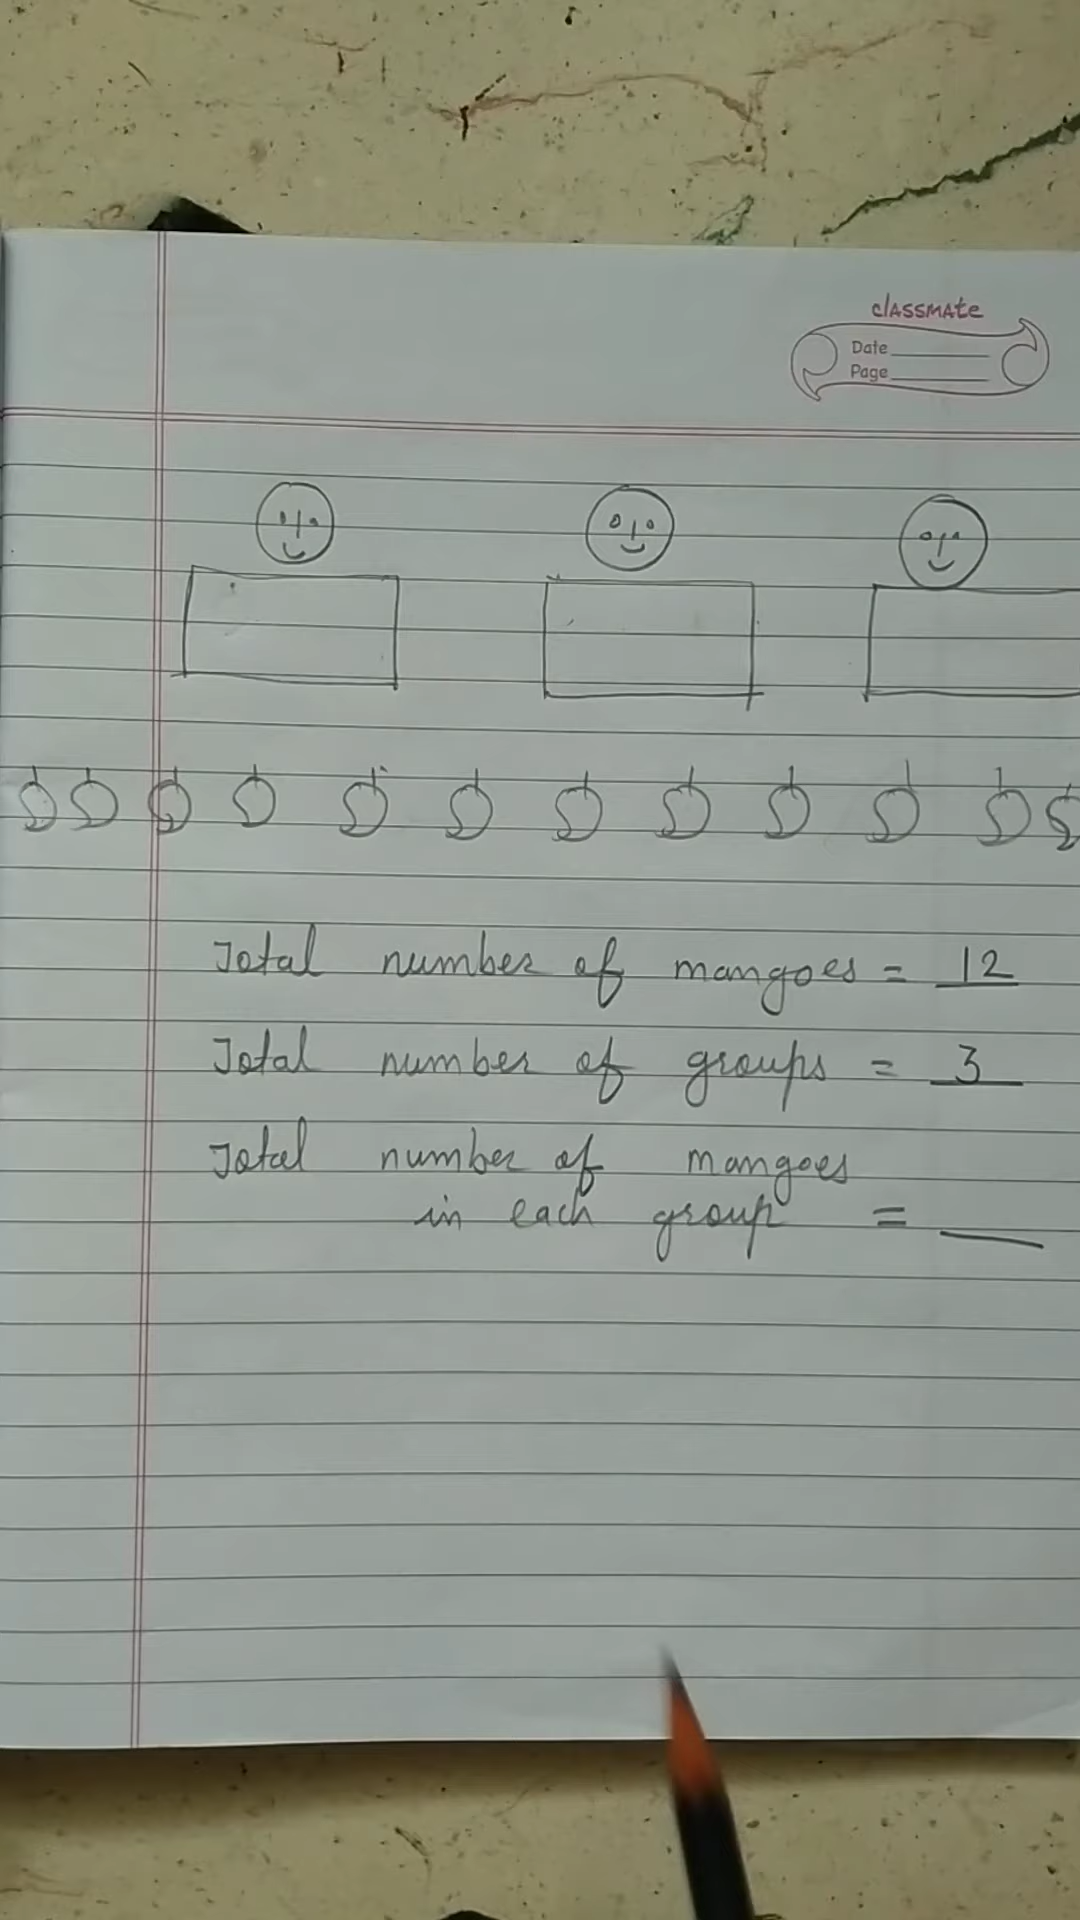 classmate
Date
Page
Total number of mangoes = 12
Total number of groups = 3
Total number of mangoes
in each group =